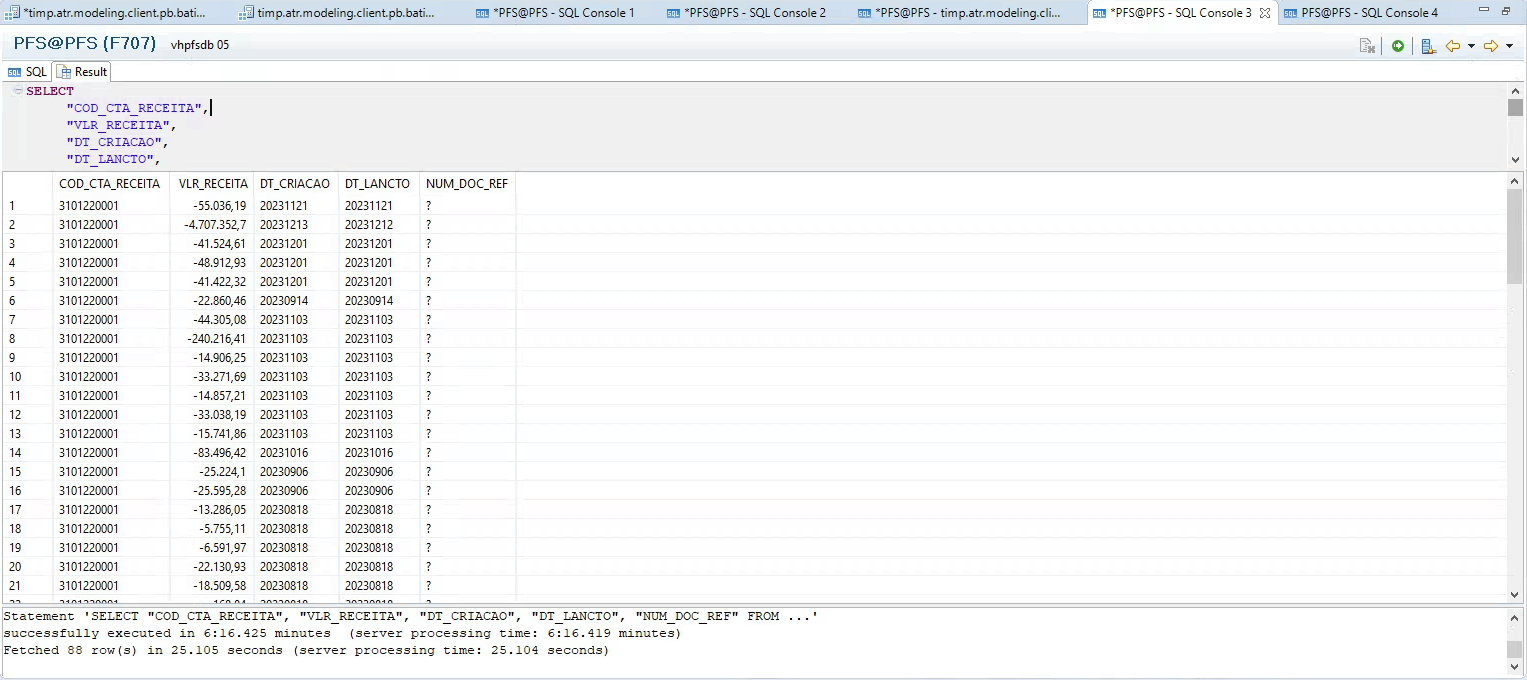 *timp.atr.modeling.client.pb.bati... timp.atr.modeling.client.pb.bati... *PFS@PFS - SQL Console 1 *PFS@PFS - SQL Console 2 *PFS@PFS - timp.atr.modeling.cli... *PFS@PFS - SQL Console 3 PFS@PFS - SQL Console 4
PFS@PFS (F707) vhpfsdb 05
SQL Result
SELECT
"COD_CTA_RECEITA",
"VLR_RECEITA",
"DT_CRIACAO",
"DT_LANCTO",
COD_CTA_RECEITA VLR_RECEITA DT_CRIACAO DT_LANCTO NUM_DOC_REF
1 3101220001 -55.036,19 20231121 20231121 ?
2 3101220001 -4.707.352,7 20231213 20231212 ?
3 3101220001 -41.524,61 20231201 20231201 ?
4 3101220001 -48.912,93 20231201 20231201 ?
5 3101220001 -41.422,32 20231201 20231201 ?
6 3101220001 -22.860,46 20230914 20230914 ?
7 3101220001 -44.305,08 20231103 20231103 ?
8 3101220001 -240.216,41 20231103 20231103 ?
9 3101220001 -14.906,25 20231103 20231103 ?
10 3101220001 -33.271,69 20231103 20231103 ?
11 3101220001 -14.857,21 20231103 20231103 ?
12 3101220001 -33.038,19 20231103 20231103 ?
13 3101220001 -15.741,86 20231103 20231103 ?
14 3101220001 -83.496,42 20231016 20231016 ?
15 3101220001 -25.224,1 20230906 20230906 ?
16 3101220001 -25.595,28 20230906 20230906 ?
17 3101220001 -13.286,05 20230818 20230818 ?
18 3101220001 -5.755,11 20230818 20230818 ?
19 3101220001 -6.591,97 20230818 20230818 ?
20 3101220001 -22.130,93 20230818 20230818 ?
21 3101220001 -18.509,58 20230818 20230818 ?
Statement 'SELECT "COD_CTA_RECEITA", "VLR_RECEITA", "DT_CRIACAO", "DT_LANCTO", "NUM_DOC_REF" FROM ...'
successfully executed in 6:16.425 minutes (server processing time: 6:16.419 minutes)
Fetched 88 row(s) in 25.105 seconds (server processing time: 25.104 seconds)